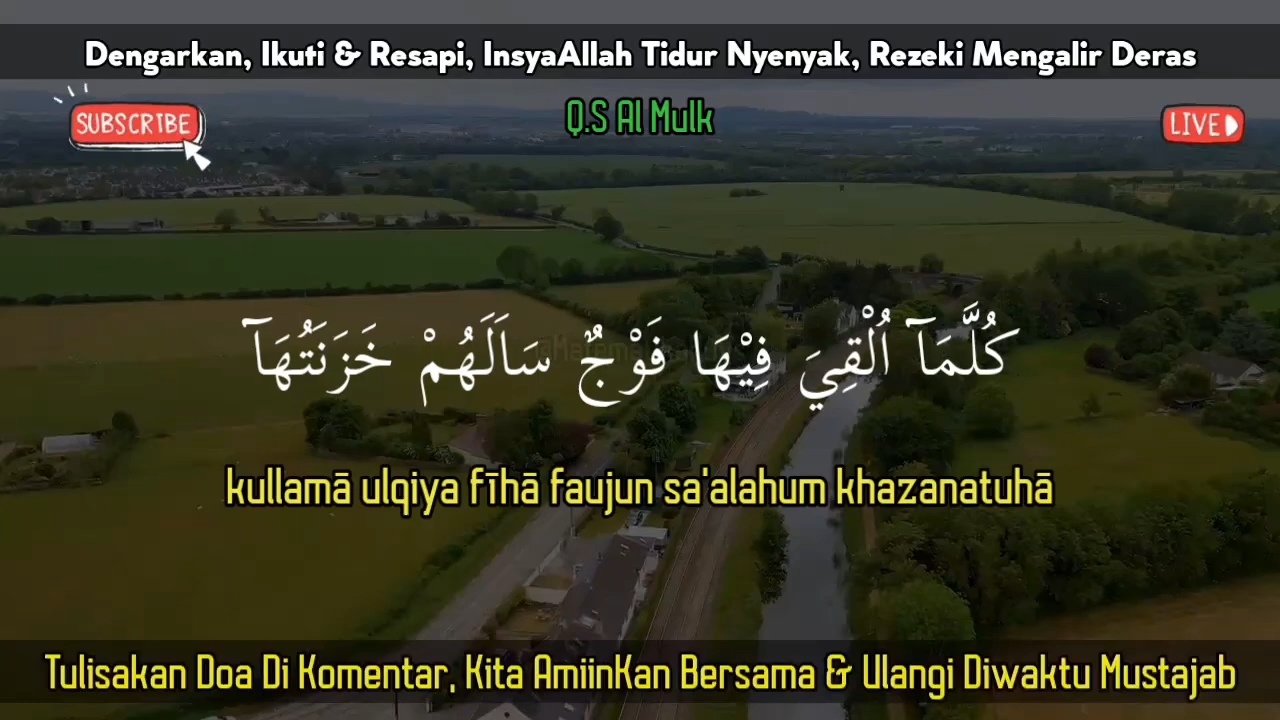 Dengarkan, Ikuti & Resapi, InsyaAllah Tidur Nyenyak, Rezeki Mengalir Deras
Q.S Al Mulk
SUBSCRIBE
LIVE
كُلَّمَآ اُلْقِيَ فِيْهَا فَوْجٌ سَاَلَهُمْ خَزَنَتُهَآ
kullamā ulqiya fīhā faujun sa'alahum khazanatuhā
Tulisakan Doa Di Komentar, Kita AmiinKan Bersama & Ulangi Diwaktu Mustajab